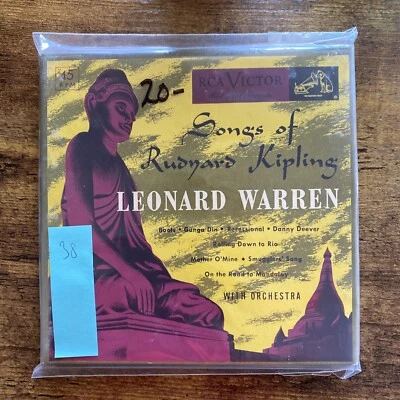 45
RPM
20-
RCA VICTOR
Songs of
Rudyard Kipling
LEONARD WARREN
Boots • Gunga Din • Recessional • Danny Deever
Rolling Down to Rio
Mother O'Mine • Smugglers' Song
On the Road to Mandalay
WITH ORCHESTRA
38